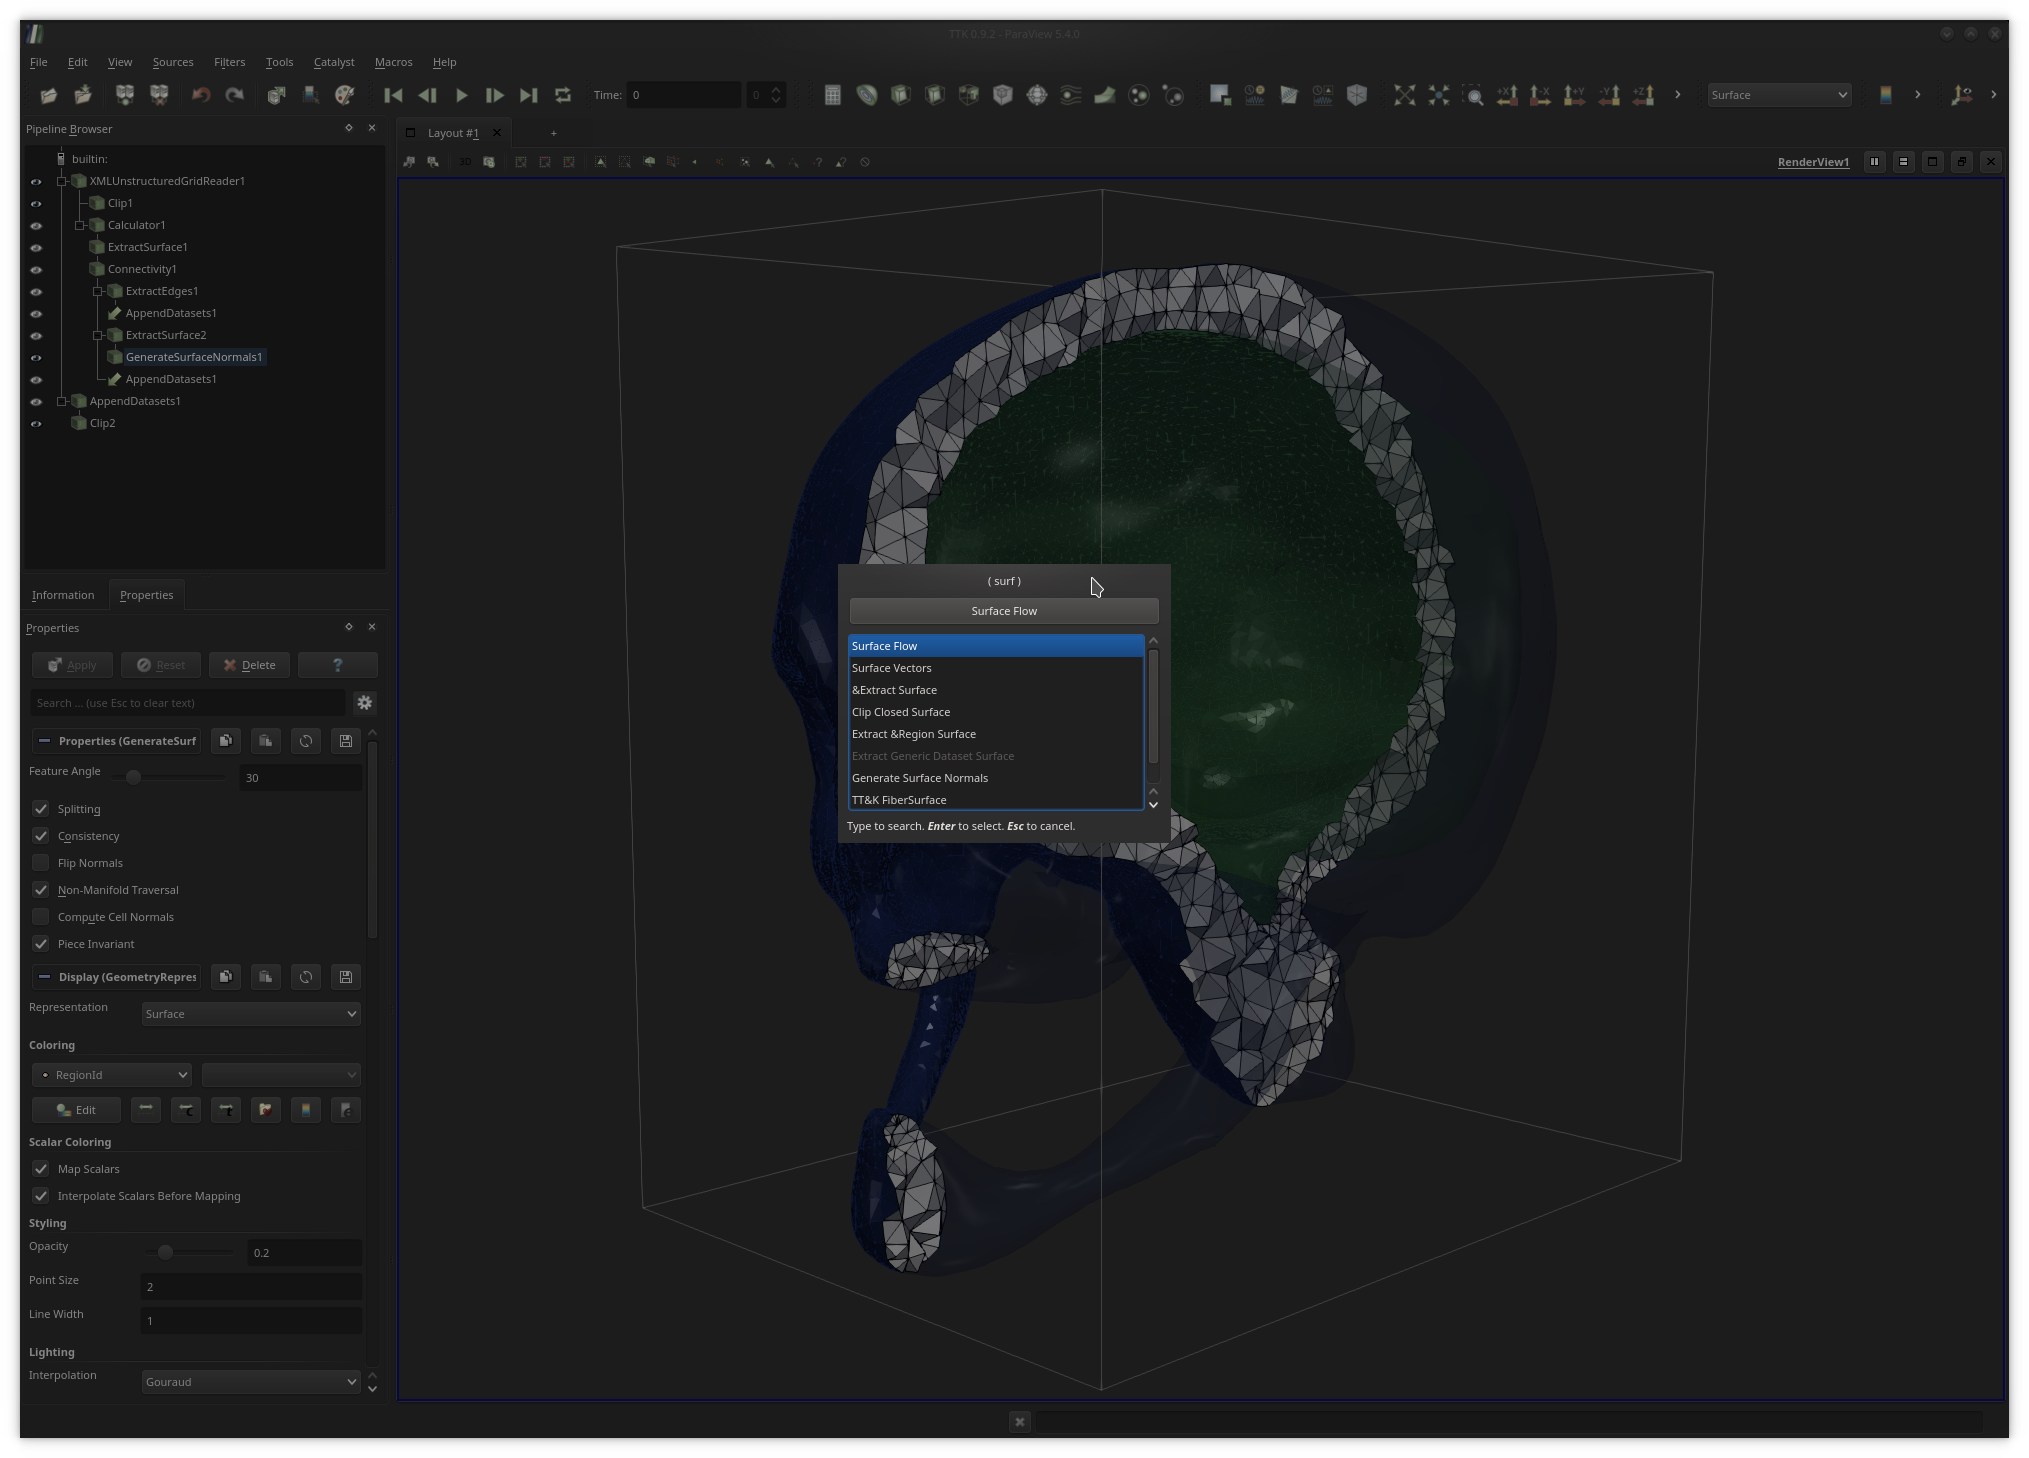 TTK 0.9.2 - ParaView 5.4.0
File Edit View Sources Filters Tools Catalyst Macros Help
Time: 0 0 Surface
Pipeline Browser
Layout #1 +
RenderView1
builtin:
XMLUnstructuredGridReader1
Clip1
Calculator1
ExtractSurface1
Connectivity1
ExtractEdges1
AppendDatasets1
ExtractSurface2
GenerateSurfaceNormals1
AppendDatasets1
AppendDatasets1
Clip2
( surf )
Surface Flow
Surface Flow
Surface Vectors
&Extract Surface
Clip Closed Surface
Extract &Region Surface
Extract Generic Dataset Surface
Generate Surface Normals
TT&K FiberSurface
Type to search. Enter to select. Esc to cancel.
Information Properties
Properties
Apply Reset Delete ?
Search ... (use Esc to clear text)
Properties (GenerateSurf
Feature Angle 30
Splitting
Consistency
Flip Normals
Non-Manifold Traversal
Compute Cell Normals
Piece Invariant
Display (GeometryRepres
Representation Surface
Coloring
RegionId
Edit
Scalar Coloring
Map Scalars
Interpolate Scalars Before Mapping
Styling
Opacity 0.2
Point Size 2
Line Width 1
Lighting
Interpolation Gouraud